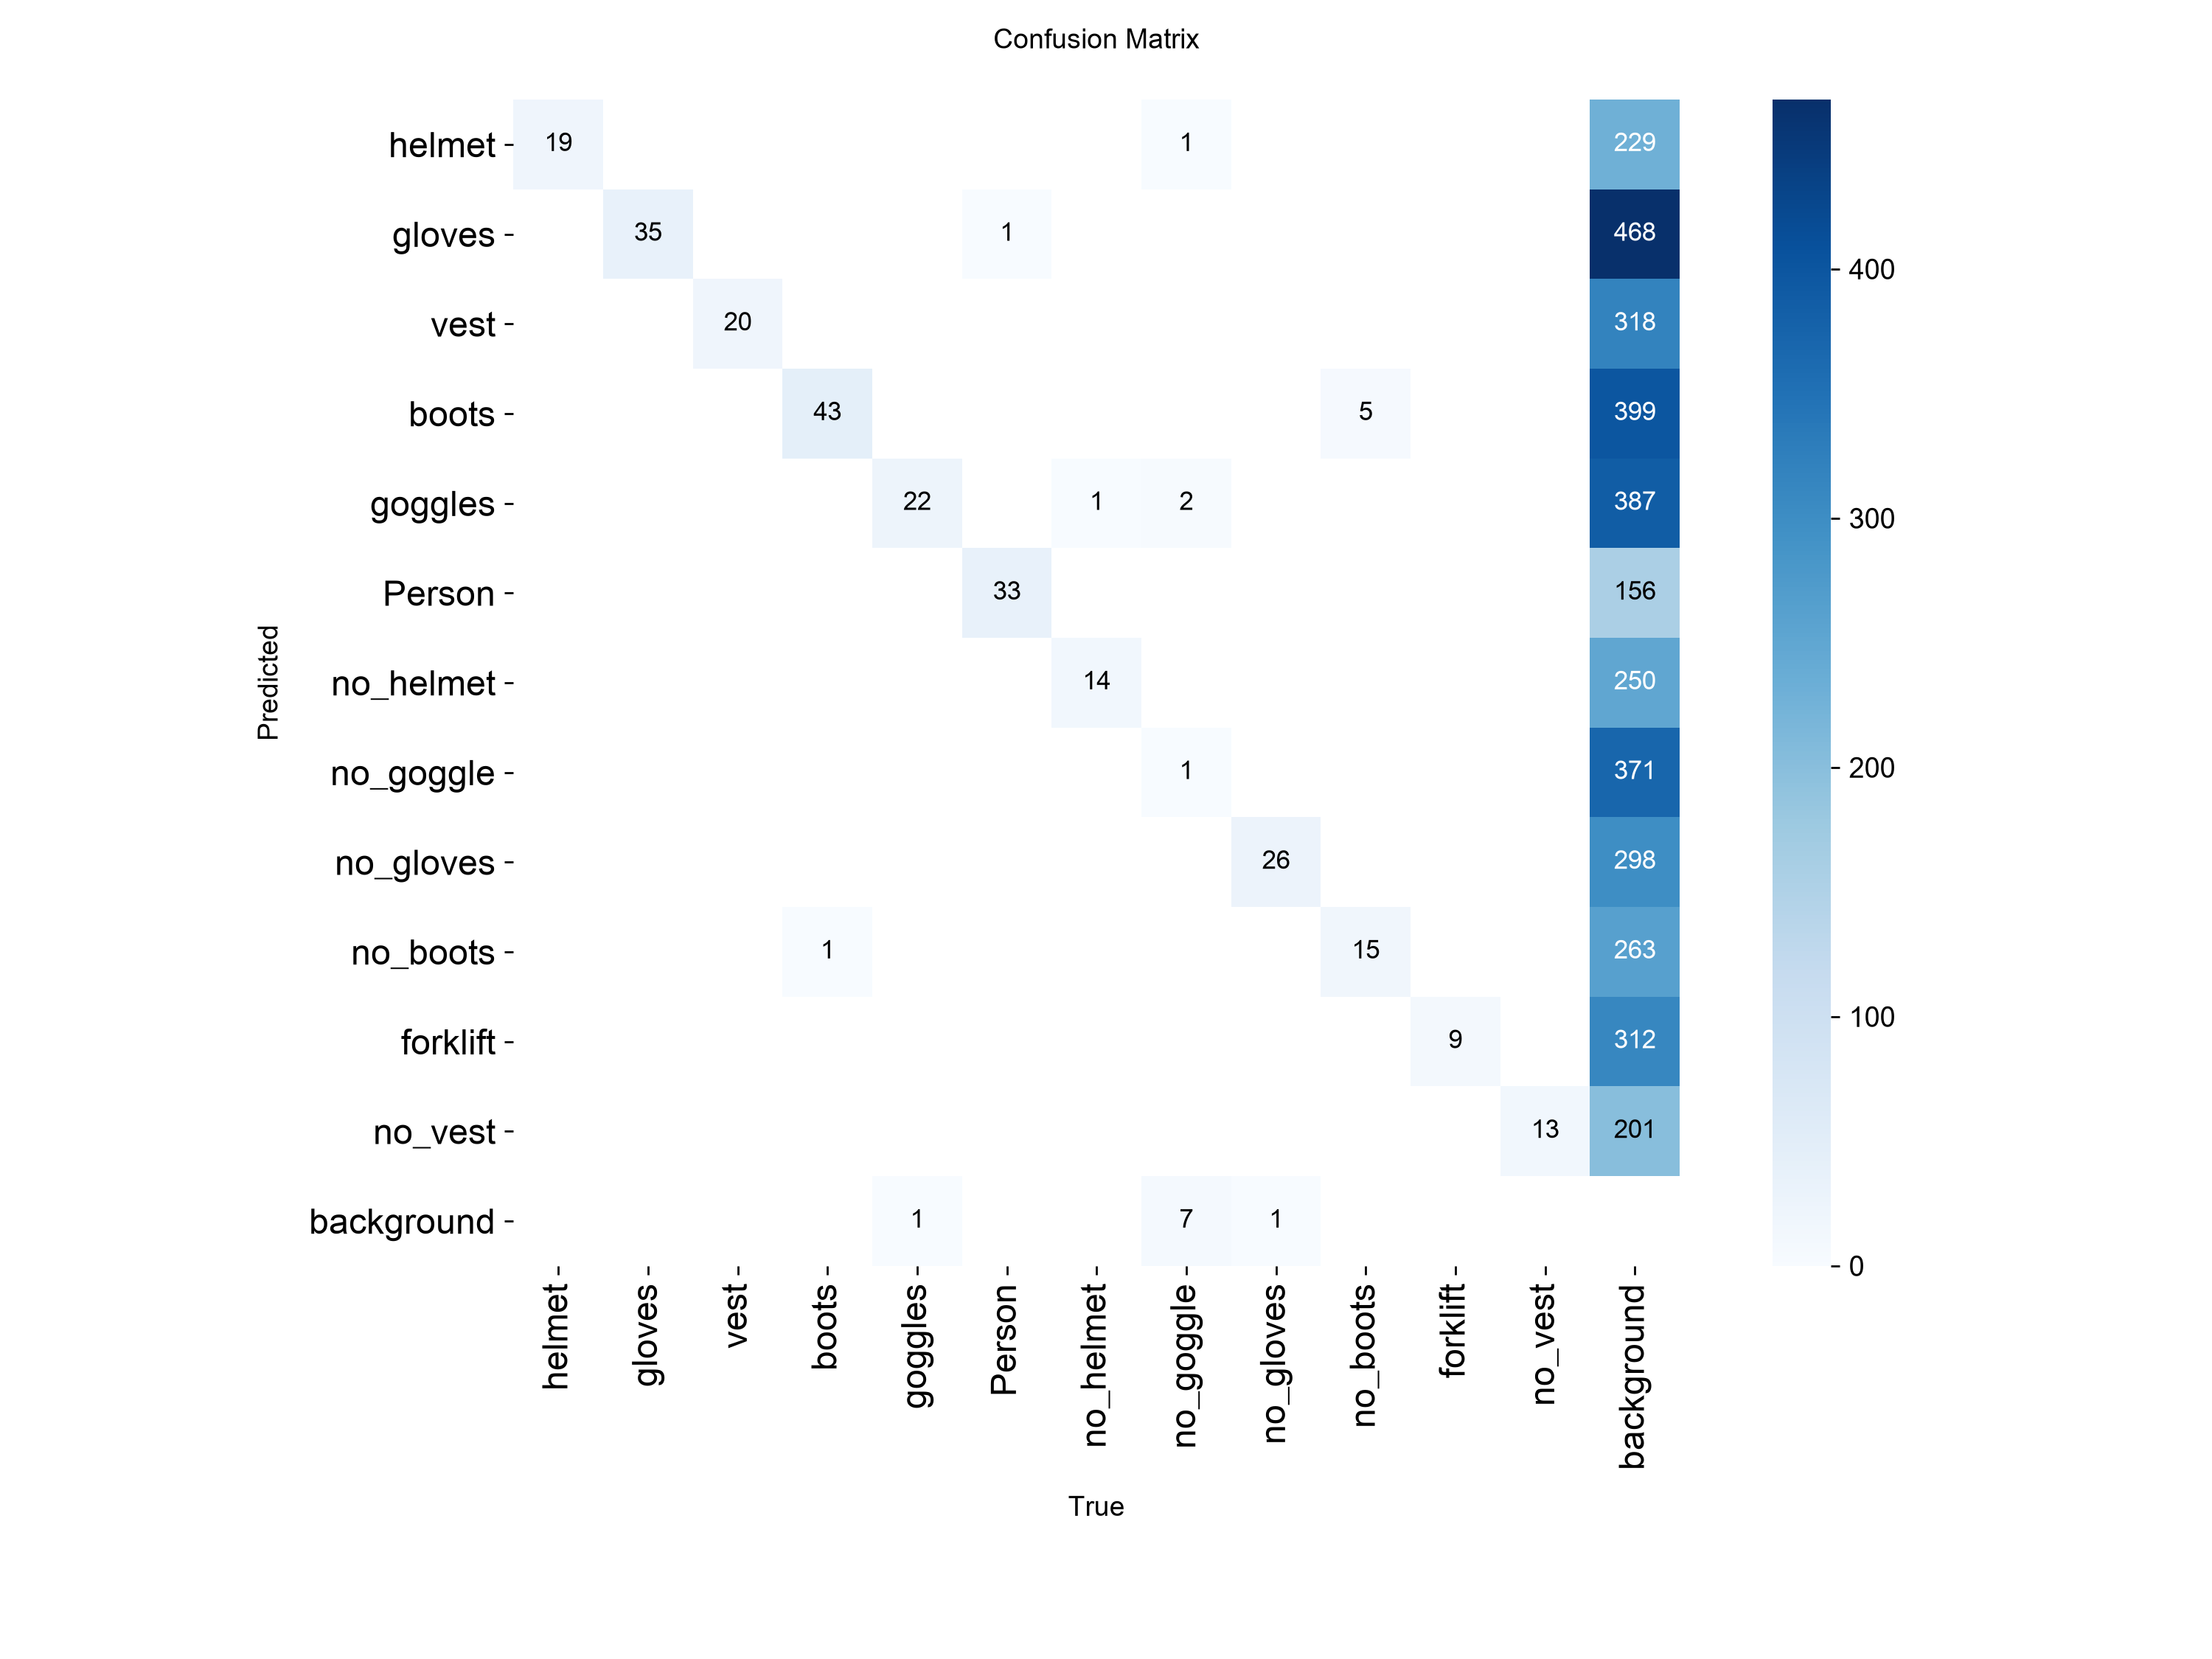 Confusion Matrix
helmet 19 1 229
gloves 35 1 468
400
vest 20 318
boots 43 5 399
goggles 22 1 2 387
300
Person 33 156
Predicted
no_helmet 14 250
no_goggle 1 371
200
no_gloves 26 298
no_boots 1 15 263
forklift 9 312
100
no_vest 13 201
background 1 7 1
0
helmet gloves vest boots goggles Person no_helmet no_goggle no_gloves no_boots forklift no_vest background
True